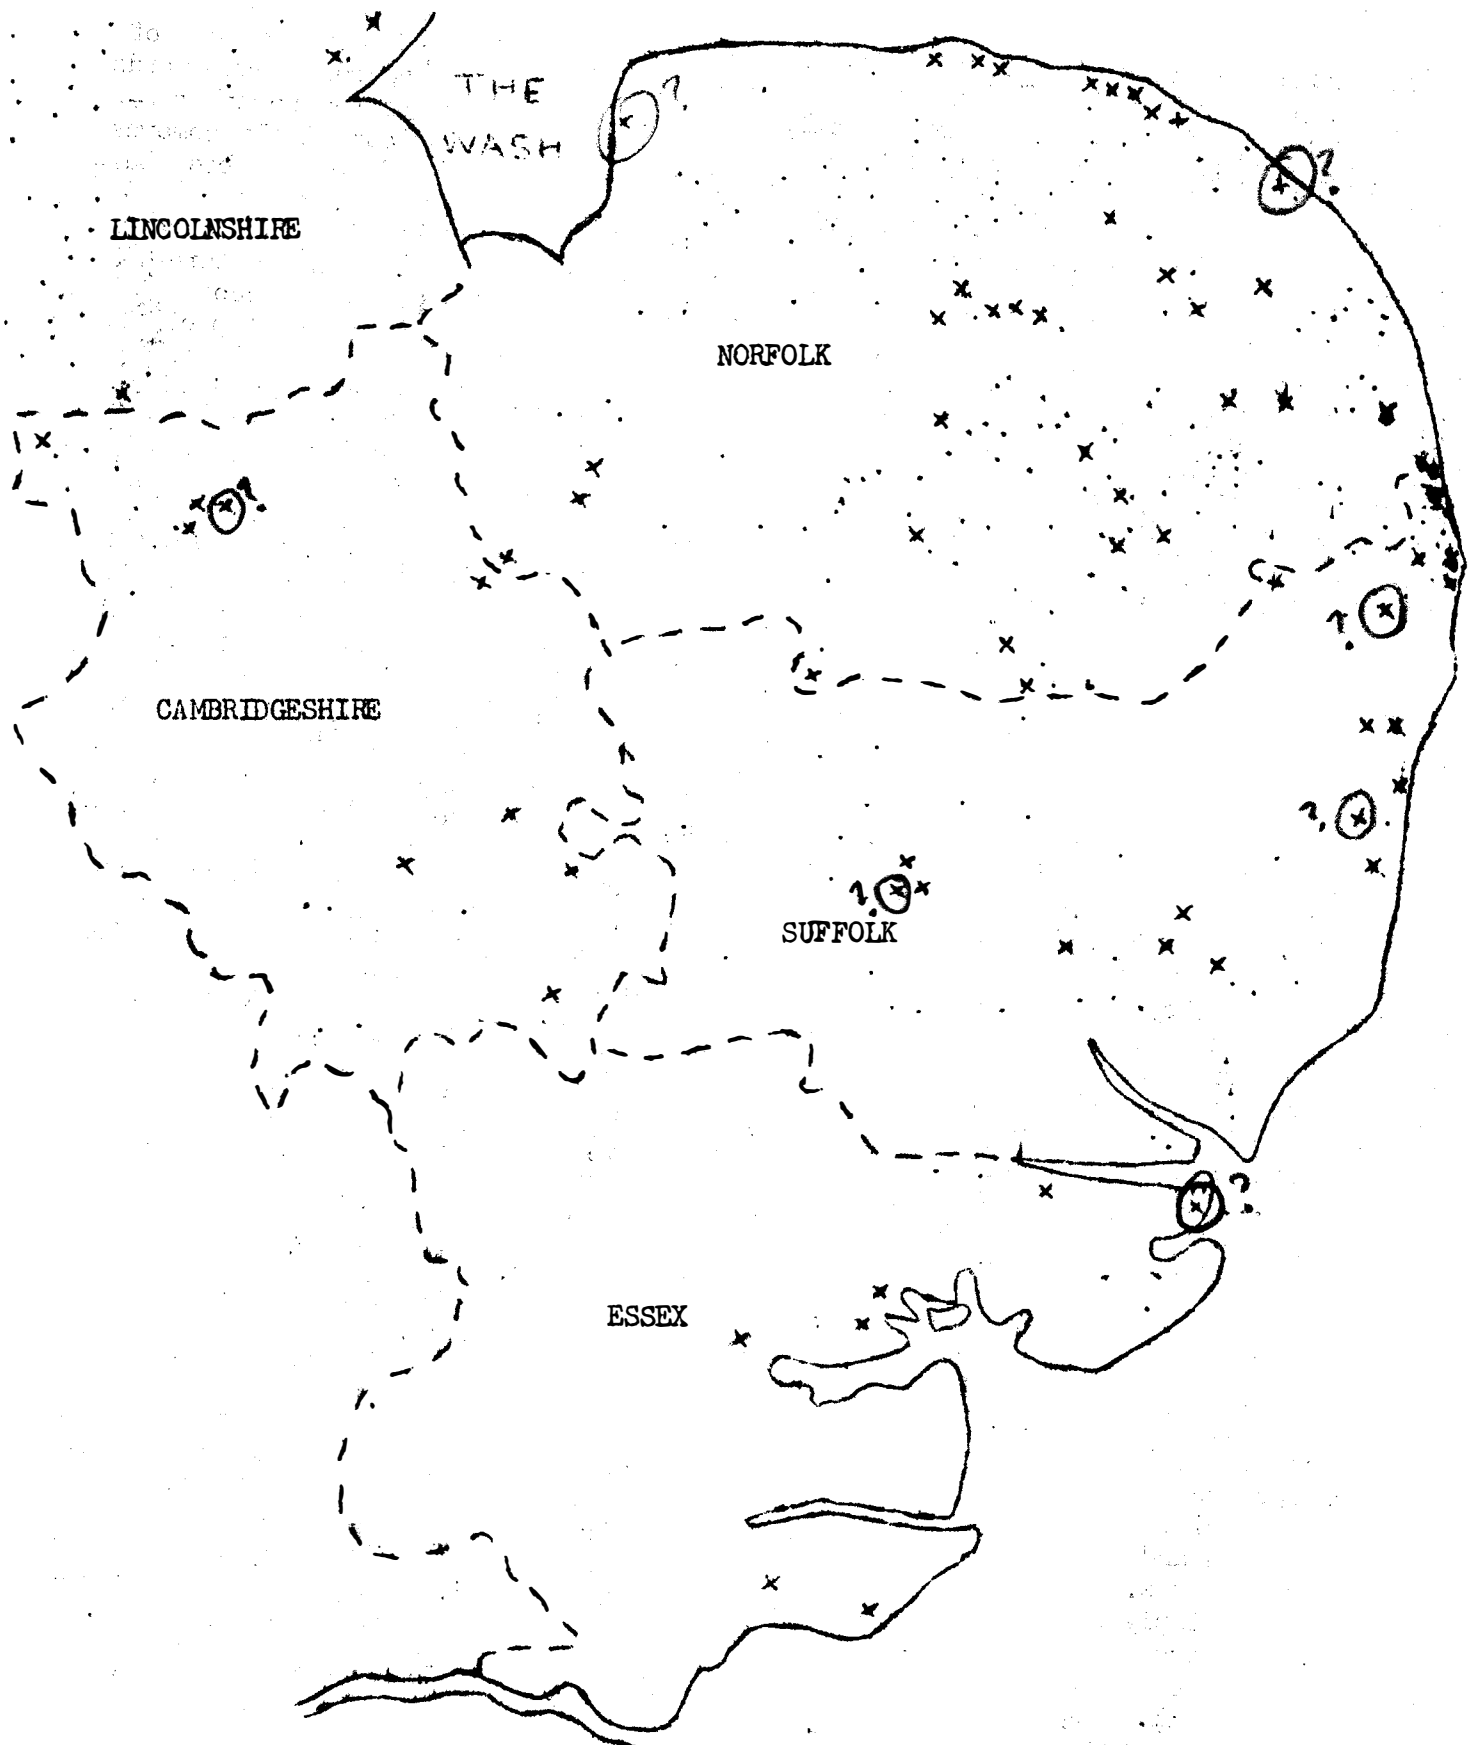 THE
WASH
LINCOLNSHIRE
NORFOLK
CAMBRIDGESHIRE
SUFFOLK
ESSEX
?
?
?
?
?
?
?